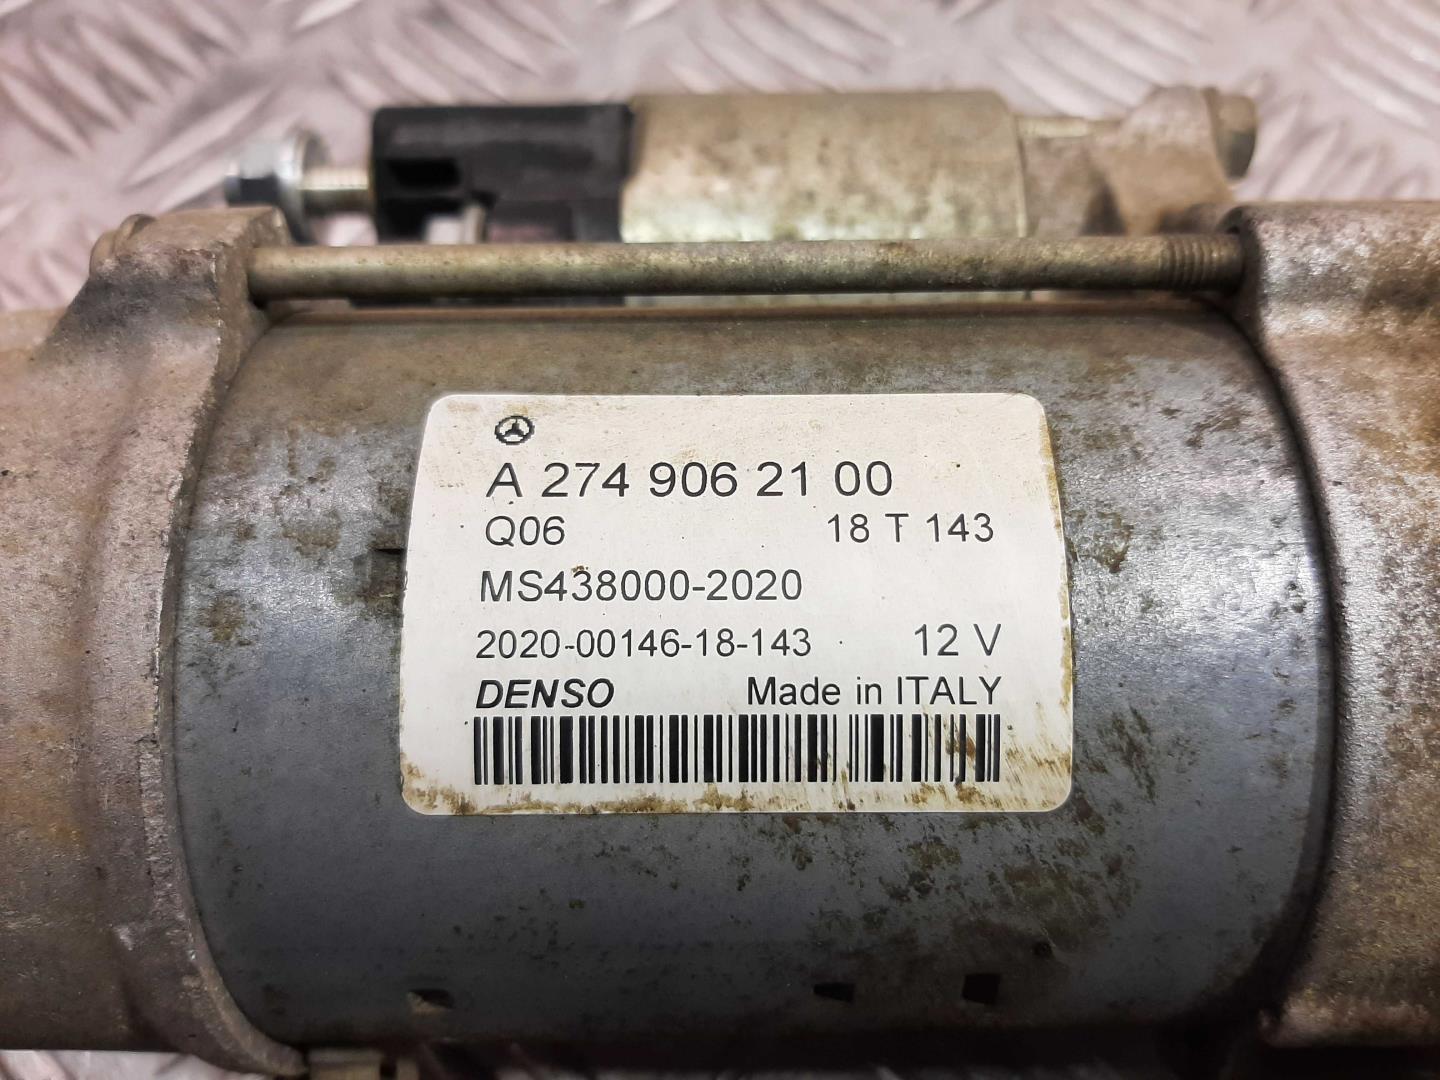 A 274 906 21 00
Q06 18 T 143
MS438000-2020
2020-00146-18-143 12 V
DENSO Made in ITALY